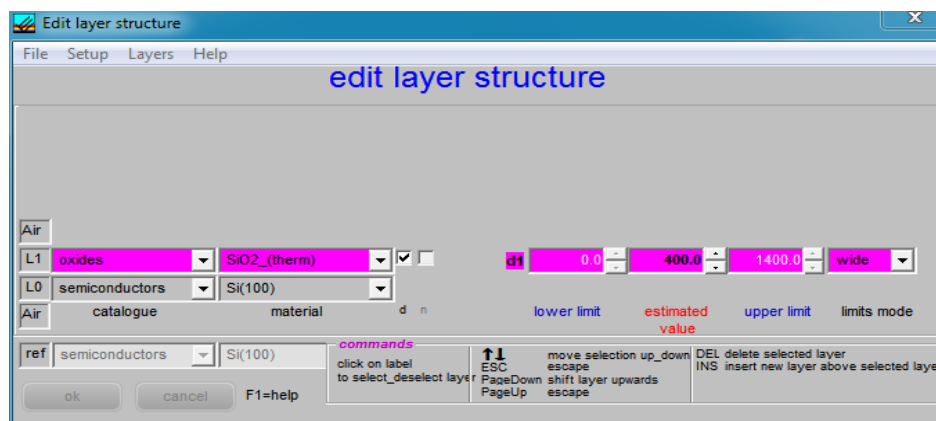 Edit layer structure
x
File Setup Layers Help
edit layer structure
Air
L1 oxides SiO2_(therm) d1 0.0 400.0 1400.0 wide
L0 semiconductors Si(100)
Air catalogue material d n lower limit estimated value upper limit limits mode
ref semiconductors Si(100)
ok cancel F1=help
commands
click on label
to select_deselect layer
↑↓ move selection up_down
ESC escape
PageDown shift layer upwards
PageUp escape
DEL delete selected layer
INS insert new layer above selected laye